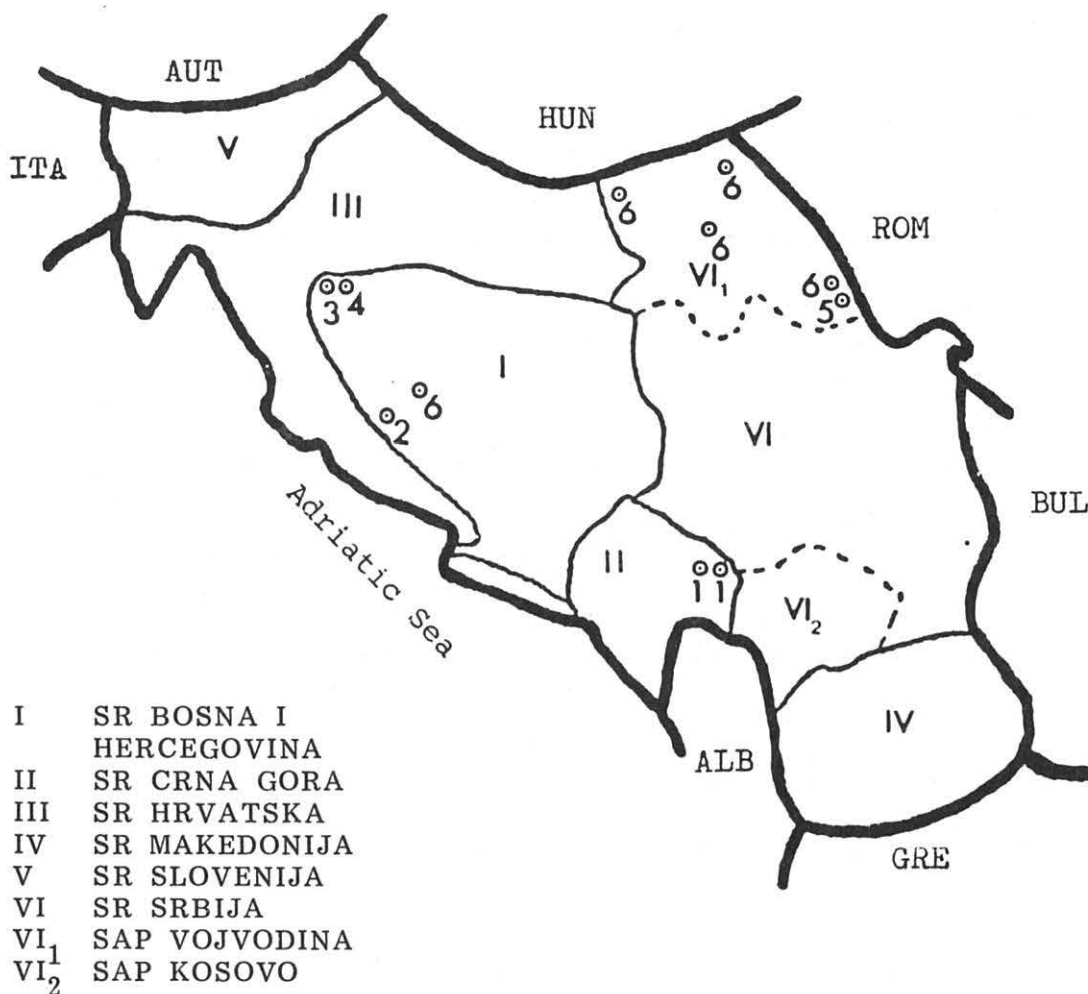 AUT
HUN
ITA
V
III
6
6
6
ROM
VI₁
6
5
3 4
I
6
2
VI
Adriatic Sea
BUL
II
1 1
VI₂
IV
ALB
GRE
I SR BOSNA I
HERCEGOVINA
II SR CRNA GORA
III SR HRVATSKA
IV SR MAKEDONIJA
V SR SLOVENIJA
VI SR SRBIJA
VI₁ SAP VOJVODINA
VI₂ SAP KOSOVO